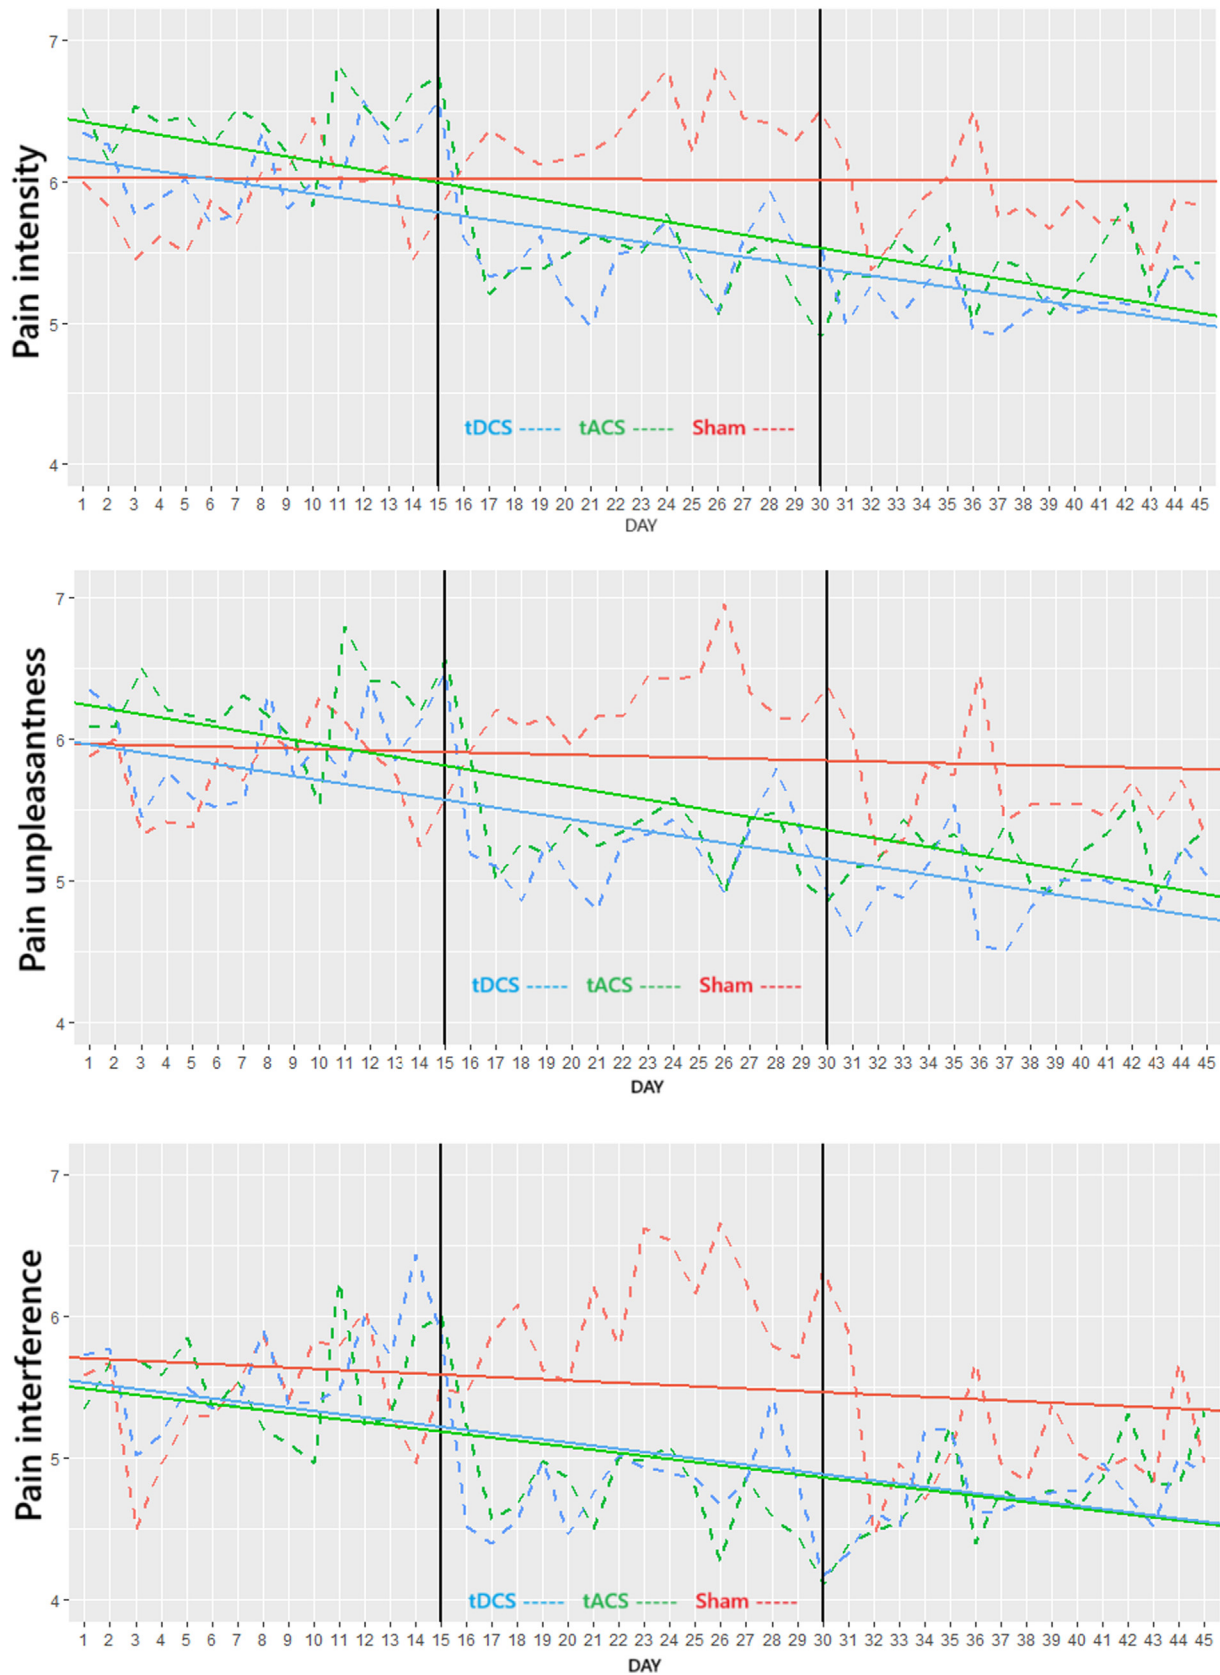 Pain intensity
7
6
5
4
tDCS ----- tACS ----- Sham -----
1 2 3 4 5 6 7 8 9 10 11 12 13 14 15 16 17 18 19 20 21 22 23 24 25 26 27 28 29 30 31 32 33 34 35 36 37 38 39 40 41 42 43 44 45
DAY
Pain unpleasantness
7
6
5
4
tDCS ----- tACS ----- Sham -----
1 2 3 4 5 6 7 8 9 10 11 12 13 14 15 16 17 18 19 20 21 22 23 24 25 26 27 28 29 30 31 32 33 34 35 36 37 38 39 40 41 42 43 44 45
DAY
Pain interference
7
6
5
4
tDCS ----- tACS ----- Sham -----
1 2 3 4 5 6 7 8 9 10 11 12 13 14 15 16 17 18 19 20 21 22 23 24 25 26 27 28 29 30 31 32 33 34 35 36 37 38 39 40 41 42 43 44 45
DAY